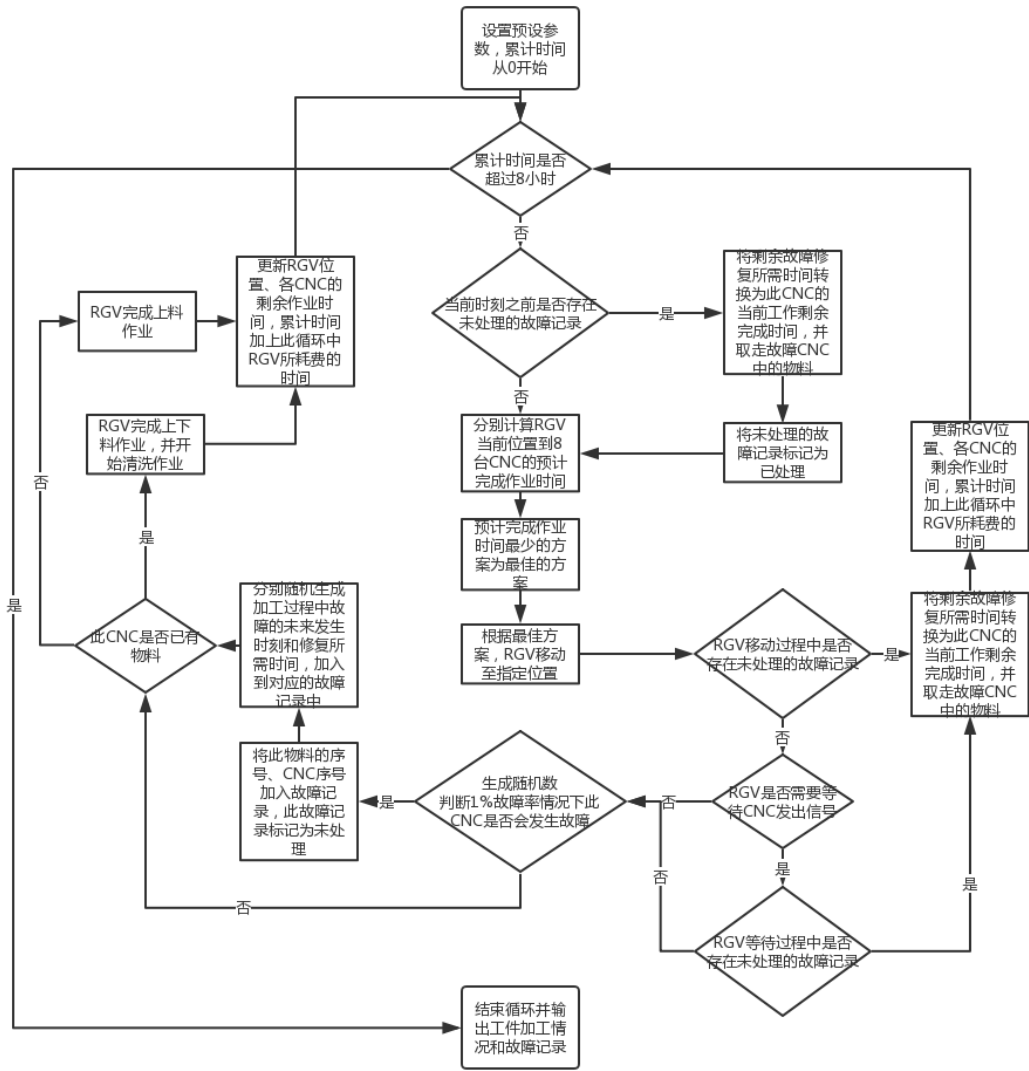 设置预设参
数，累计时间
从0开始
累计时间是否
超过8小时
否
当前时刻之前是否存在
未处理的故障记录
是
将剩余故障修
复所需时间转
换为此CNC的
当前工作剩余
完成时间，并
取走故障CNC
中的物料
更新RGV位
置、各CNC的
剩余作业时
间，累计时间
加上此循环中
RGV所耗费的
时间
RGV完成上料
作业
否
分别计算RGV
当前位置到8
台CNC的预计
完成作业时间
将未处理的故
障记录标记为
已处理
RGV完成上下
料作业，并开
始清洗作业
更新RGV位
置、各CNC的
剩余作业时
间，累计时间
加上此循环中
RGV所耗费的
时间
否
是
预计完成作业
时间最少的方
案为最佳的方
案
是
分别随机生成
加工过程中故
障的未来发生
时刻和修复所
需时间，加入
到对应的故障
记录中
此CNC是否已有
物料
根据最佳方
案，RGV移动
至指定位置
RGV移动过程中是否
存在未处理的故障记录
是
将剩余故障修
复所需时间转
换为此CNC的
当前工作剩余
完成时间，并
取走故障CNC
中的物料
否
将此物料的序
号、CNC序号
加入故障记
录，此故障记
录标记为未处
理
是
生成随机数
判断1%故障率情况下此
CNC是否会发生故障
否
RGV是否需要等
待CNC发出信号
是
否
否
是
RGV等待过程中是否
存在未处理的故障记录
结束循环并输
出工件加工情
况和故障记录